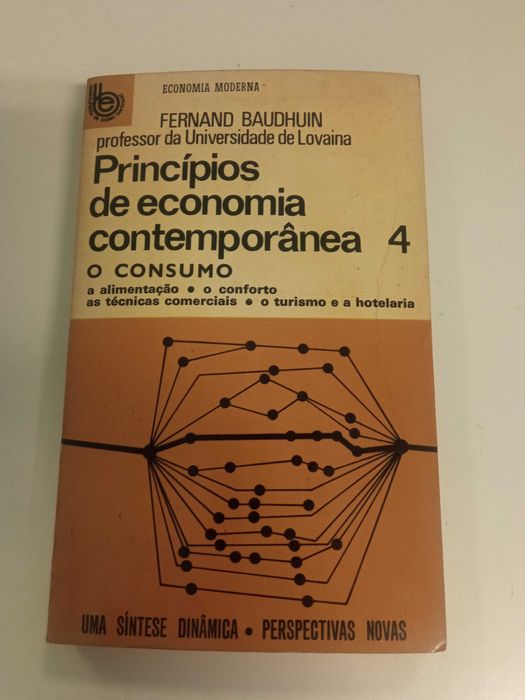 ECONOMIA MODERNA
FERNAND BAUDHUIN
professor da Universidade de Lovaina
Princípios
de economia
contemporânea 4
O CONSUMO
a alimentação • o conforto
as técnicas comerciais • o turismo e a hotelaria
UMA SÍNTESE DINÂMICA • PERSPECTIVAS NOVAS